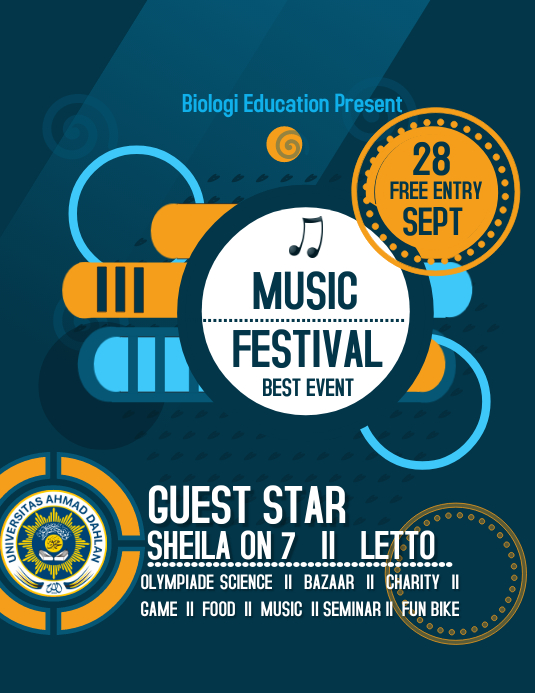 Biologi Education Present
28
FREE ENTRY
SEPT
MUSIC
FESTIVAL
BEST EVENT
UNIVERSITAS AHMAD DAHLAN
GUEST STAR
SHEILA ON 7 II LETTO
OLYMPIADE SCIENCE II BAZAAR II CHARITY II
GAME II FOOD II MUSIC II SEMINAR II FUN BIKE